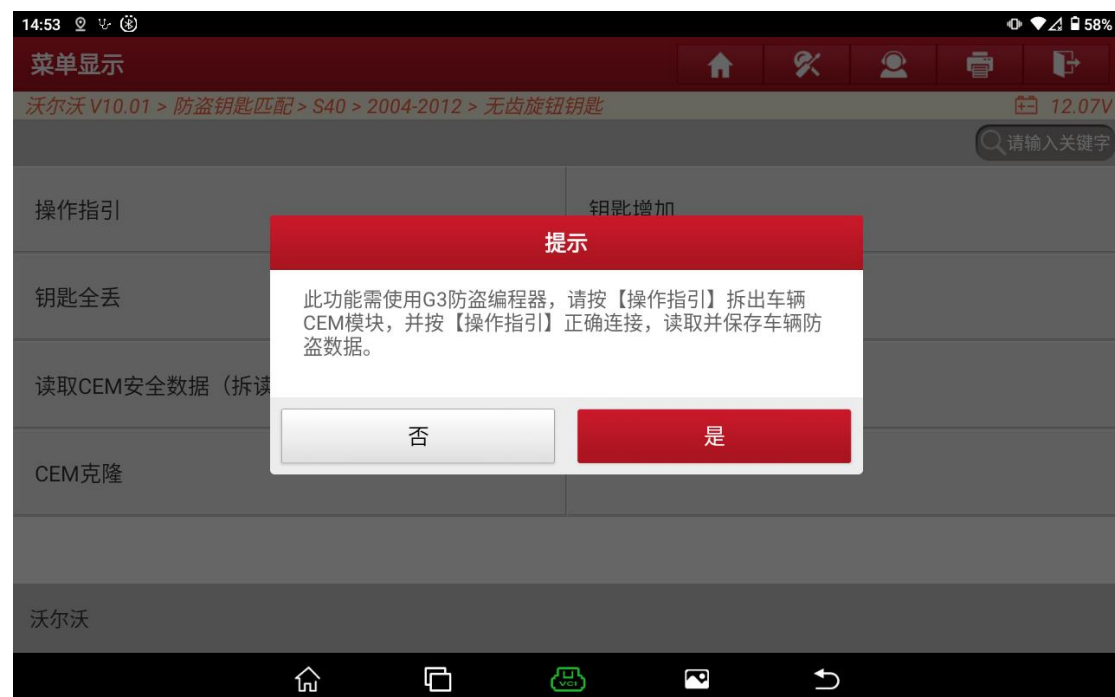 14:53
58%
菜单显示
沃尔沃 V10.01 > 防盗钥匙匹配 > S40 > 2004-2012 > 无齿旋钮钥匙
12.07V
请输入关键字
操作指引
钥匙增加
提示
此功能需使用G3防盗编程器，请按【操作指引】拆出车辆
CEM模块，并按【操作指引】正确连接，读取并保存车辆防
盗数据。
钥匙全丢
读取CEM安全数据（拆读
否
是
CEM克隆
沃尔沃
VCI